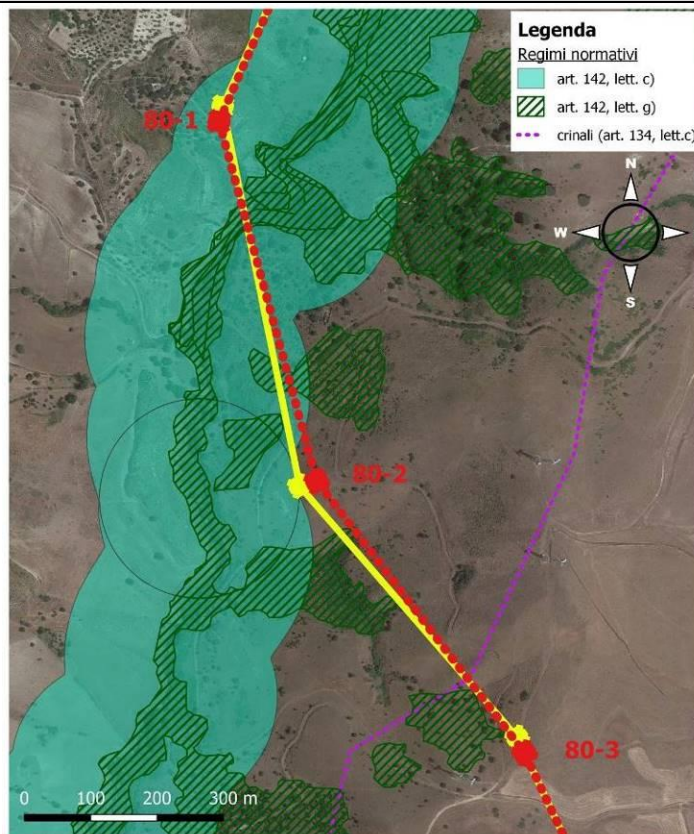 Legenda
Regimi normativi
art. 142, lett. c)
art. 142, lett. g)
crinali (art. 134, lett.c)
80-1
N
W
S
80-2
80-3
0 100 200 300 m